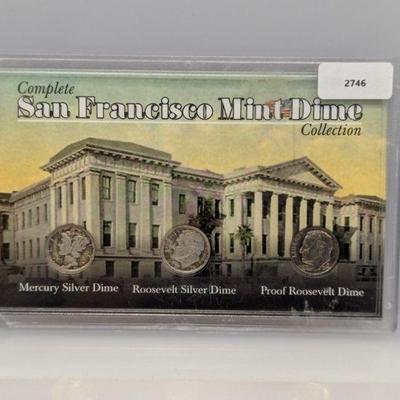 2746
Complete
San Francisco Mint Dime
Collection
Mercury Silver Dime
Roosevelt Silver Dime
Proof Roosevelt Dime